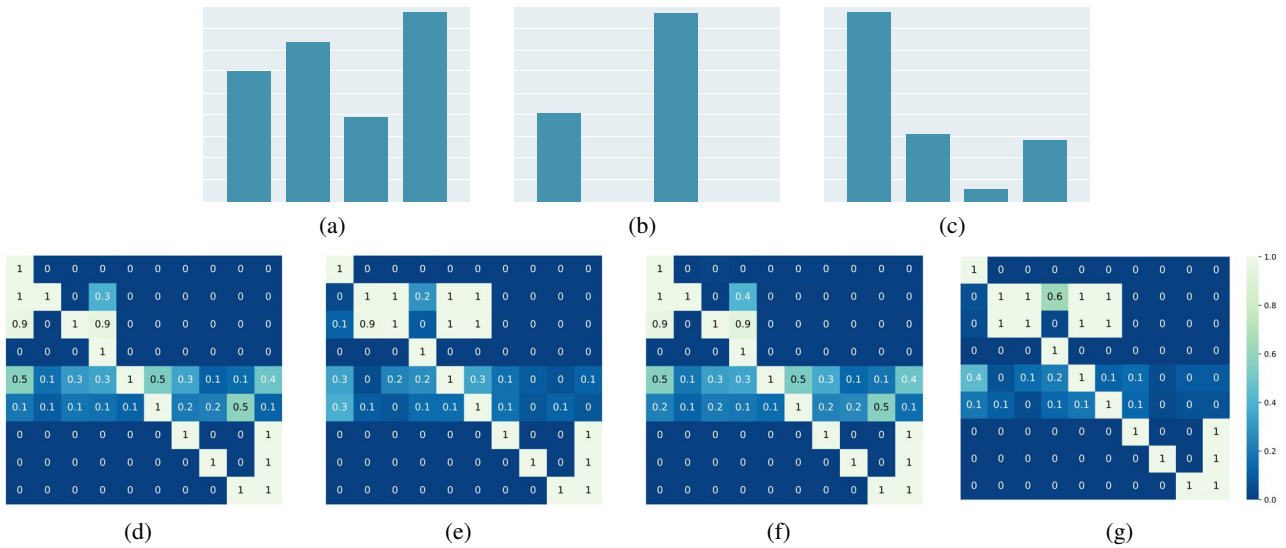 (a) (b) (c)
1 0 0 0 0 0 0 0 0 0
1 1 0 0.3 0 0 0 0 0 0
0.9 0 1 0.9 0 0 0 0 0 0
0 0 0 1 0 0 0 0 0 0
0.5 0.1 0.3 0.3 1 0.5 0.3 0.1 0.1 0.4
0.1 0.1 0.1 0.1 0.1 1 0.2 0.2 0.5 0.1
0 0 0 0 0 0 1 0 0 1
0 0 0 0 0 0 0 1 0 1
0 0 0 0 0 0 0 0 1 1
(d)
1 0 0 0 0 0 0 0 0 0
0 1 1 0.2 1 1 0 0 0 0
0.1 0.9 1 0 1 1 0 0 0 0
0 0 0 1 0 0 0 0 0 0
0.3 0 0.2 0.2 1 0.3 0.1 0 0 0.1
0.3 0.1 0 0.1 0.1 1 0.1 0 0 0
0 0 0 0 0 0 1 0 0 1
0 0 0 0 0 0 0 1 0 1
0 0 0 0 0 0 0 0 1 1
(e)
1 0 0 0 0 0 0 0 0 0
1 1 0 0.4 0 0 0 0 0 0
0.9 0 1 0.9 0 0 0 0 0 0
0 0 0 1 0 0 0 0 0 0
0.5 0.1 0.3 0.3 1 0.5 0.3 0.1 0.1 0.4
0.2 0.1 0.2 0.1 0.1 1 0.2 0.2 0.5 0.1
0 0 0 0 0 0 1 0 0 1
0 0 0 0 0 0 0 1 0 1
0 0 0 0 0 0 0 0 1 1
(f)
1 0 0 0 0 0 0 0 0 0
0 1 1 0.6 1 1 0 0 0 0
0 1 1 0 1 1 0 0 0 0
0 0 0 1 0 0 0 0 0 0
0.4 0 0.1 0.2 1 0.1 0.1 0 0 0
0.1 0.1 0 0.1 0.1 1 0.1 0 0 0
0 0 0 0 0 0 1 0 0 1
0 0 0 0 0 0 0 1 0 1
0 0 0 0 0 0 0 0 1 1
(g)
1.0
0.8
0.6
0.4
0.2
0.0